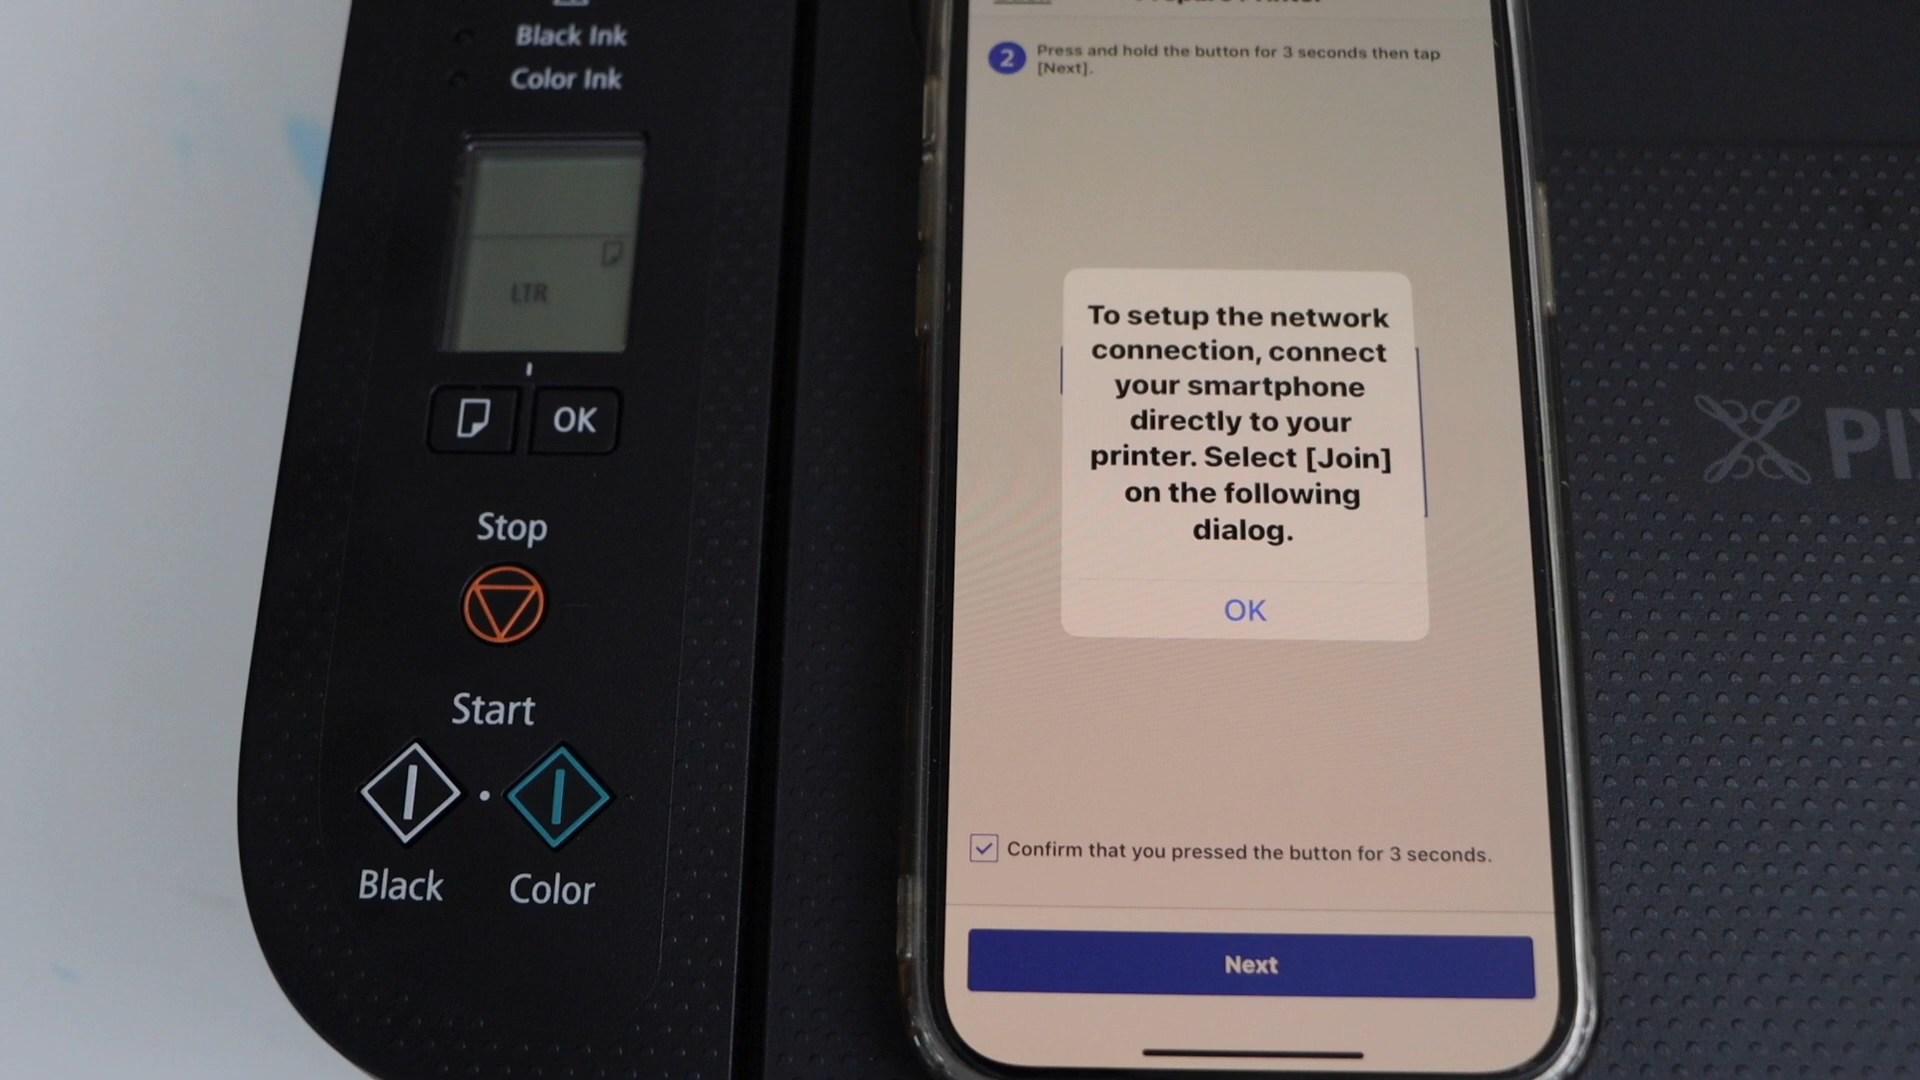 Black Ink
Color Ink
LTR
OK
Stop
Start
Black
Color
2
Press and hold the button for 3 seconds then tap
[Next].
To setup the network
connection, connect
your smartphone
directly to your
printer. Select [Join]
on the following
dialog.
OK
Confirm that you pressed the button for 3 seconds.
Next